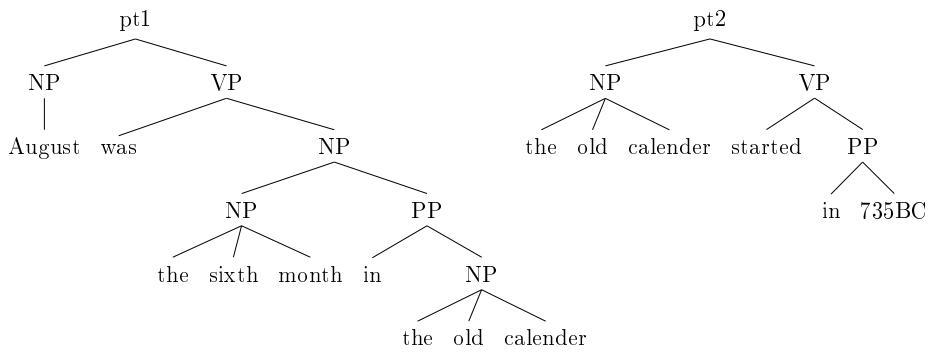 pt1 pt2
NP VP NP VP
August was NP the old calender started PP
NP PP in 735BC
the sixth month in NP
the old calender